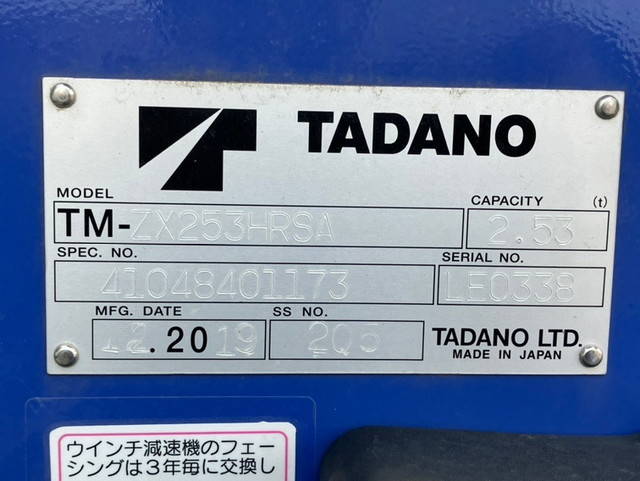 TADANO
MODEL
TM-ZX253HRSA
CAPACITY (t)
2.53
SPEC. NO.
41048401173
SERIAL NO.
LE0338
MFG. DATE
12.2019
SS NO.
2Q5
TADANO LTD.
MADE IN JAPAN
ウインチ減速機のフェー
シングは3年毎に交換し